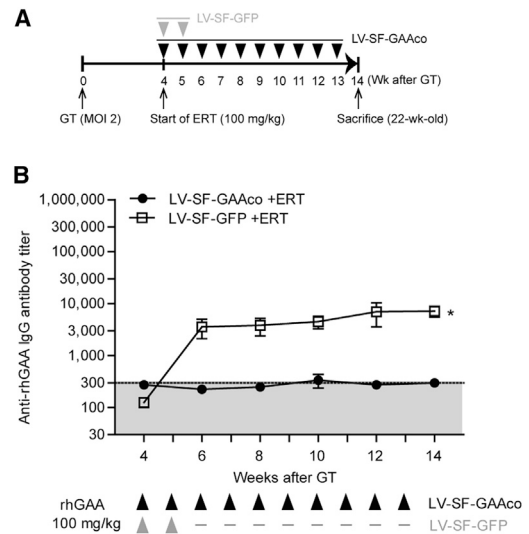 A
LV-SF-GFP
LV-SF-GAAco
0 4 5 6 7 8 9 10 11 12 13 14 (Wk after GT)
GT (MOI 2) Start of ERT (100 mg/kg) Sacrifice (22-wk-old)
B
LV-SF-GAAco +ERT
LV-SF-GFP +ERT
Anti-rhGAA IgG antibody titer
1,000,000
300,000
100,000
30,000
10,000
3,000
1,000
300
100
30
*
4 6 8 10 12 14
Weeks after GT
rhGAA LV-SF-GAAco
100 mg/kg – – – – – – – – LV-SF-GFP